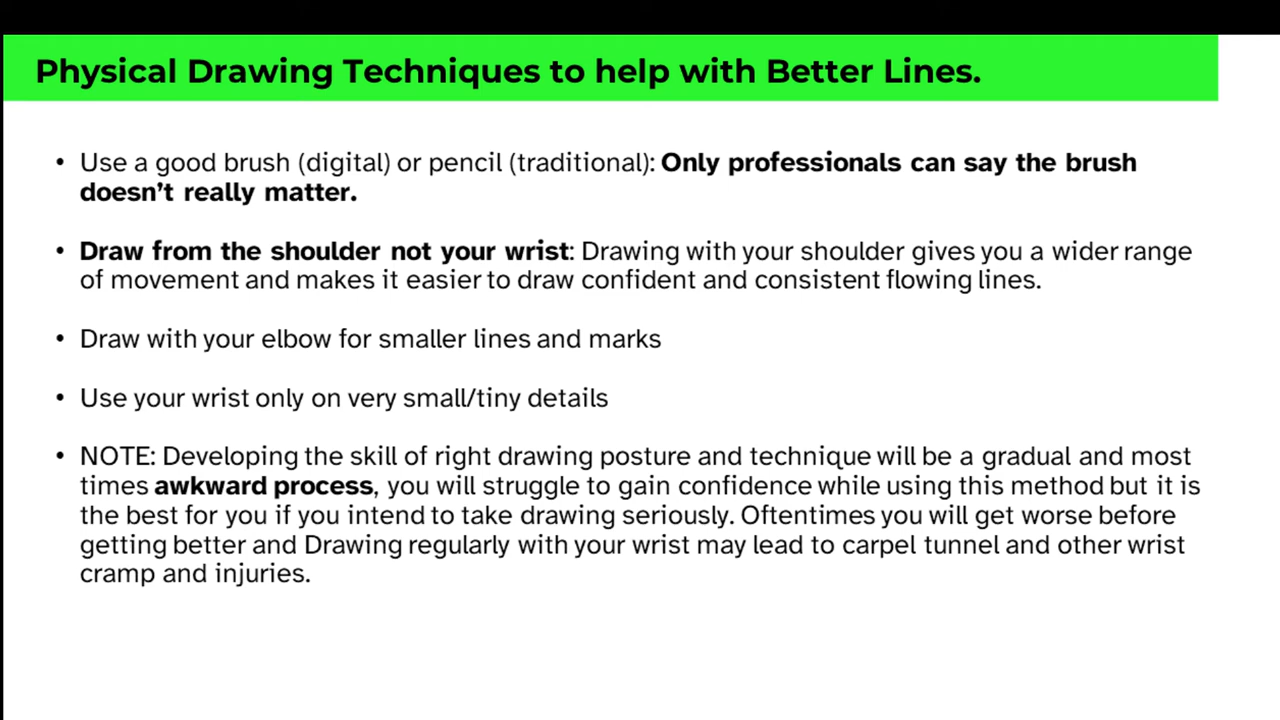 Physical Drawing Techniques to help with Better Lines.
• Use a good brush (digital) or pencil (traditional): Only professionals can say the brush
doesn’t really matter.
• Draw from the shoulder not your wrist: Drawing with your shoulder gives you a wider range
of movement and makes it easier to draw confident and consistent flowing lines.
• Draw with your elbow for smaller lines and marks
• Use your wrist only on very small/tiny details
• NOTE: Developing the skill of right drawing posture and technique will be a gradual and most
times awkward process, you will struggle to gain confidence while using this method but it is
the best for you if you intend to take drawing seriously. Oftentimes you will get worse before
getting better and Drawing regularly with your wrist may lead to carpel tunnel and other wrist
cramp and injuries.